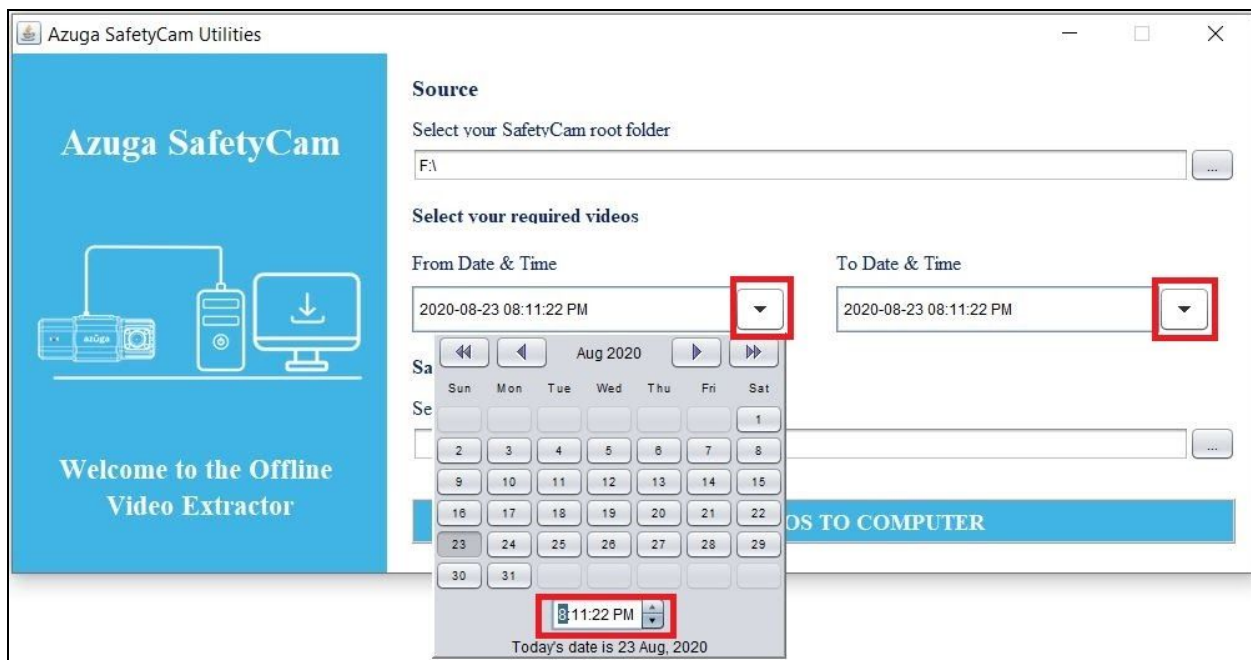 Azuga SafetyCam Utilities
Azuga SafetyCam
azuga
Welcome to the Offline
Video Extractor
Source
Select your SafetyCam root folder
F:\
...
Select your required videos
From Date & Time
To Date & Time
2020-08-23 08:11:22 PM
2020-08-23 08:11:22 PM
Aug 2020
Sun Mon Tue Wed Thu Fri Sat
1
2 3 4 5 6 7 8
9 10 11 12 13 14 15
16 17 18 19 20 21 22
23 24 25 26 27 28 29
30 31
8:11:22 PM
Today's date is 23 Aug, 2020
Sa
Se
...
OS TO COMPUTER